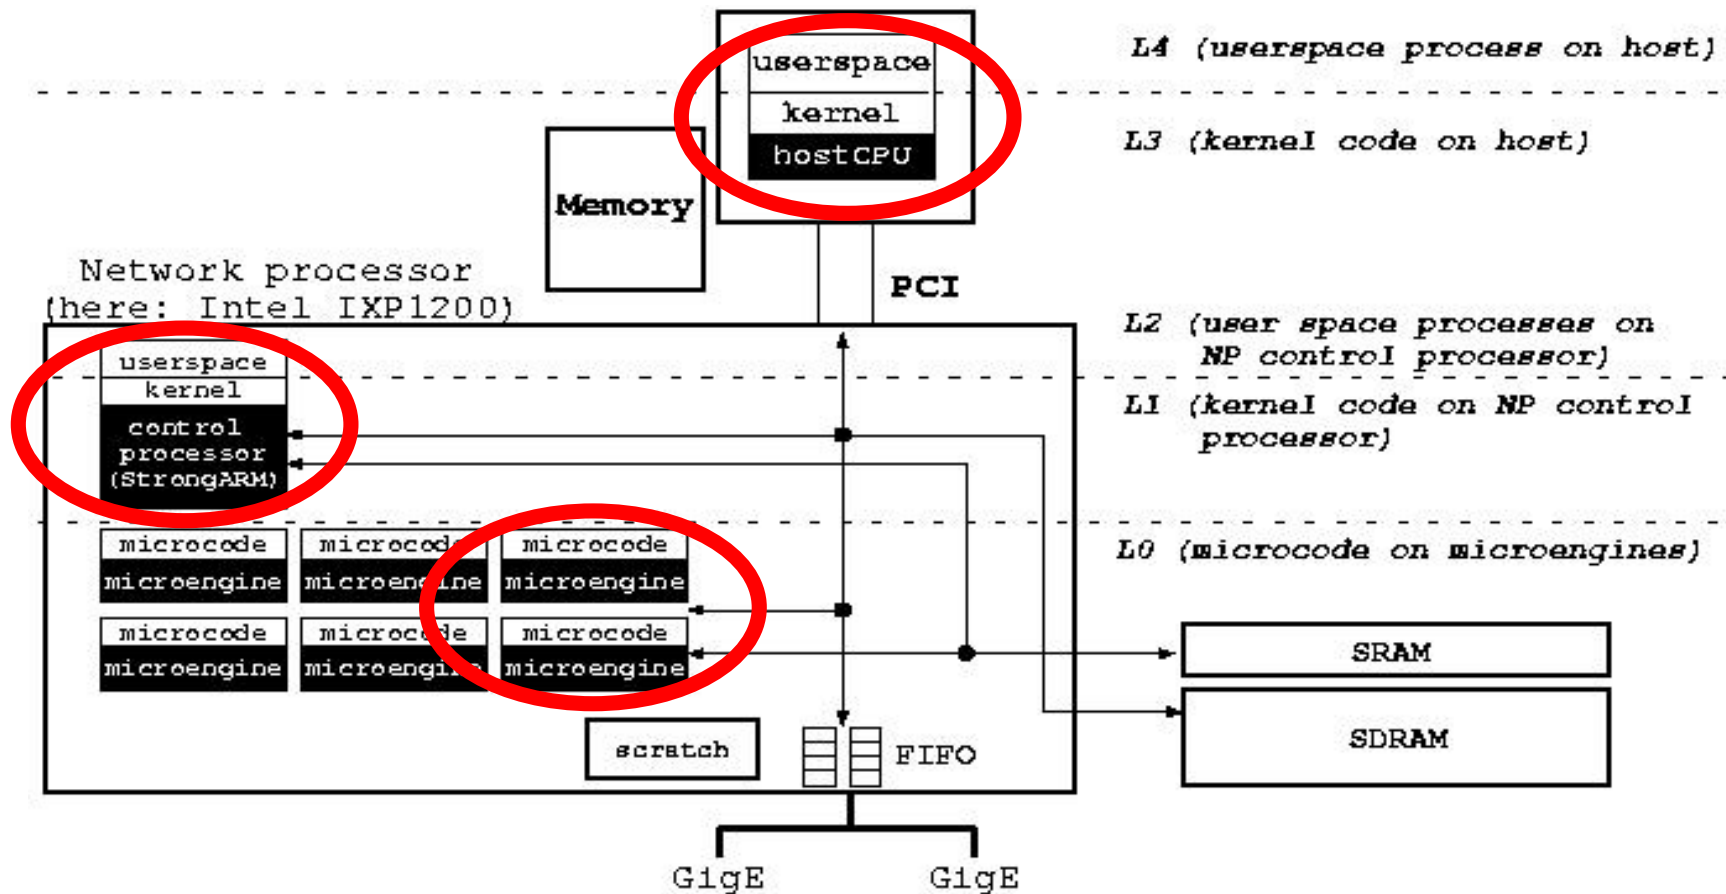 userspace
L4 (userspace process on host)
kernel
hostCPU
L3 (kernel code on host)
Memory
PCI
Network processor
(here: Intel IXP1200)
L2 (user space processes on
NP control processor)
userspace
kernel
control
processor
(StrongARM)
L1 (kernel code on NP control
processor)
microcode microcode microcode
microengine microengine microengine
L0 (microcode on microengines)
microcode microcode microcode
microengine microengine microengine
SRAM
SDRAM
scratch
FIFO
GigE GigE